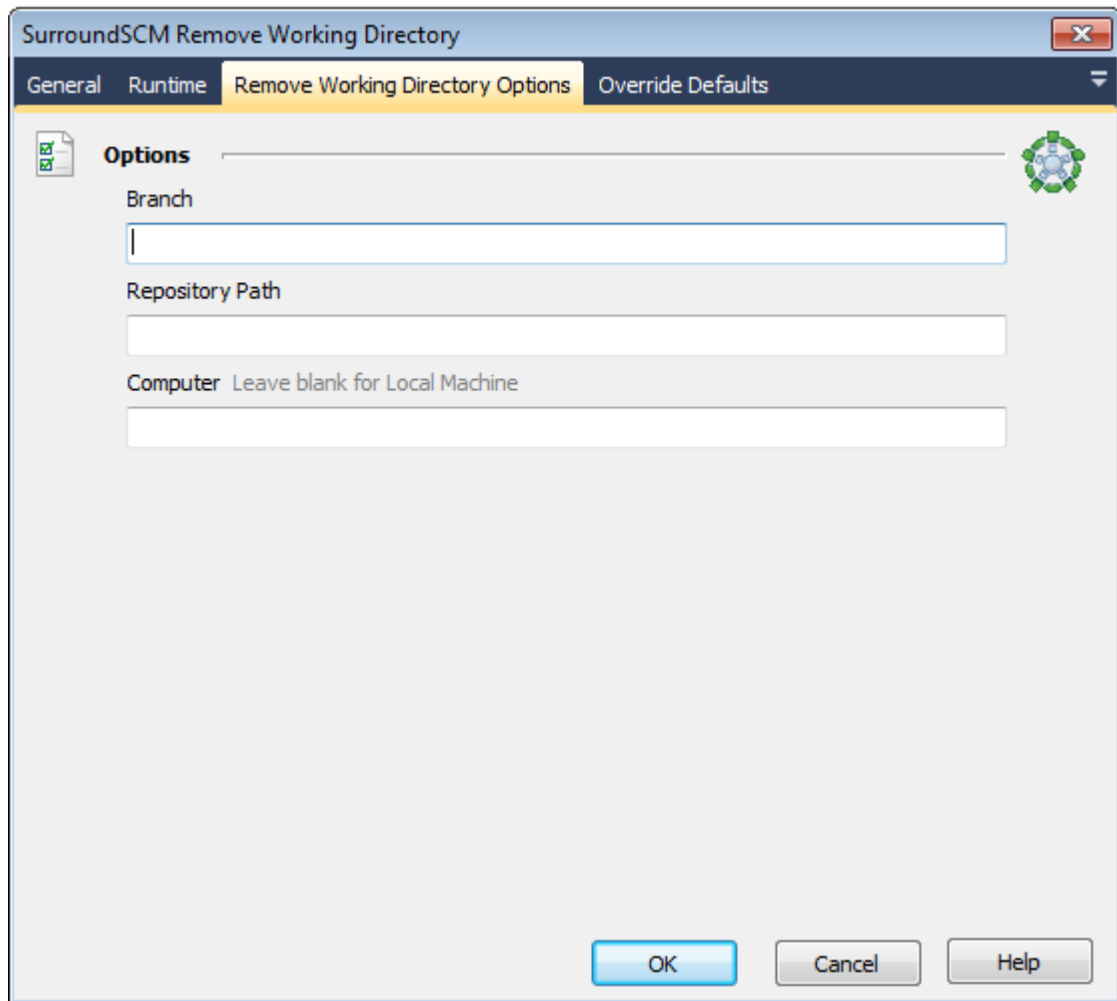 SurroundSCM Remove Working Directory
General Runtime Remove Working Directory Options Override Defaults
Options
Branch
Repository Path
Computer Leave blank for Local Machine
OK Cancel Help